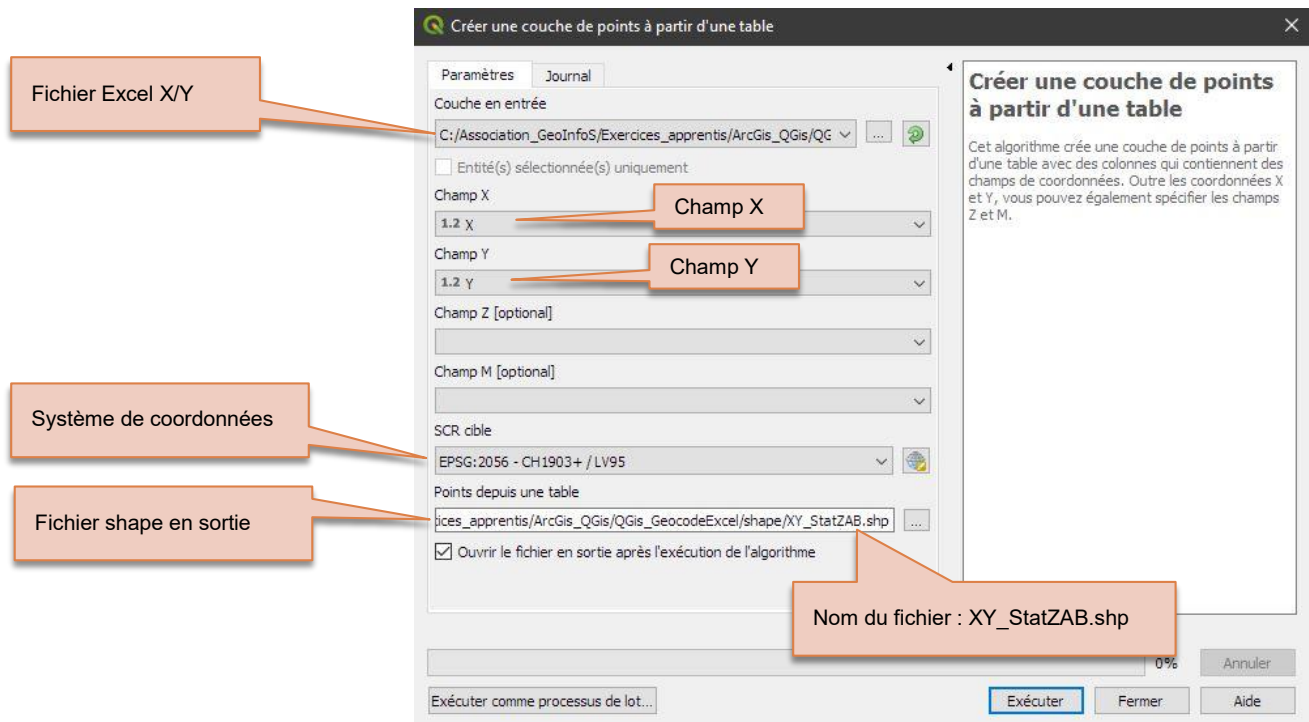 Créer une couche de points à partir d'une table
Fichier Excel X/Y
Paramètres
Journal
Couche en entrée
C:/Association_GeoInfoS/Exercices_apprentis/ArcGis_QGis/QG
...
Entité(s) sélectionnée(s) uniquement
Champ X
1.2 X
Champ X
Champ Y
1.2 Y
Champ Y
Champ Z [optional]
Champ M [optional]
Système de coordonnées
SCR cible
EPSG:2056 - CH1903+ / LV95
Fichier shape en sortie
Points depuis une table
ices_apprentis/ArcGis_QGis/QGis_GeocodeExcel/shape/XY_StatZAB.shp
...
Ouvrir le fichier en sortie après l'exécution de l'algorithme
Nom du fichier : XY_StatZAB.shp
Créer une couche de points
à partir d'une table
Cet algorithme crée une couche de points à partir
d'une table avec des colonnes qui contiennent des
champs de coordonnées. Outre les coordonnées X
et Y, vous pouvez également spécifier les champs
Z et M.
0%
Annuler
Exécuter comme processus de lot...
Exécuter
Fermer
Aide